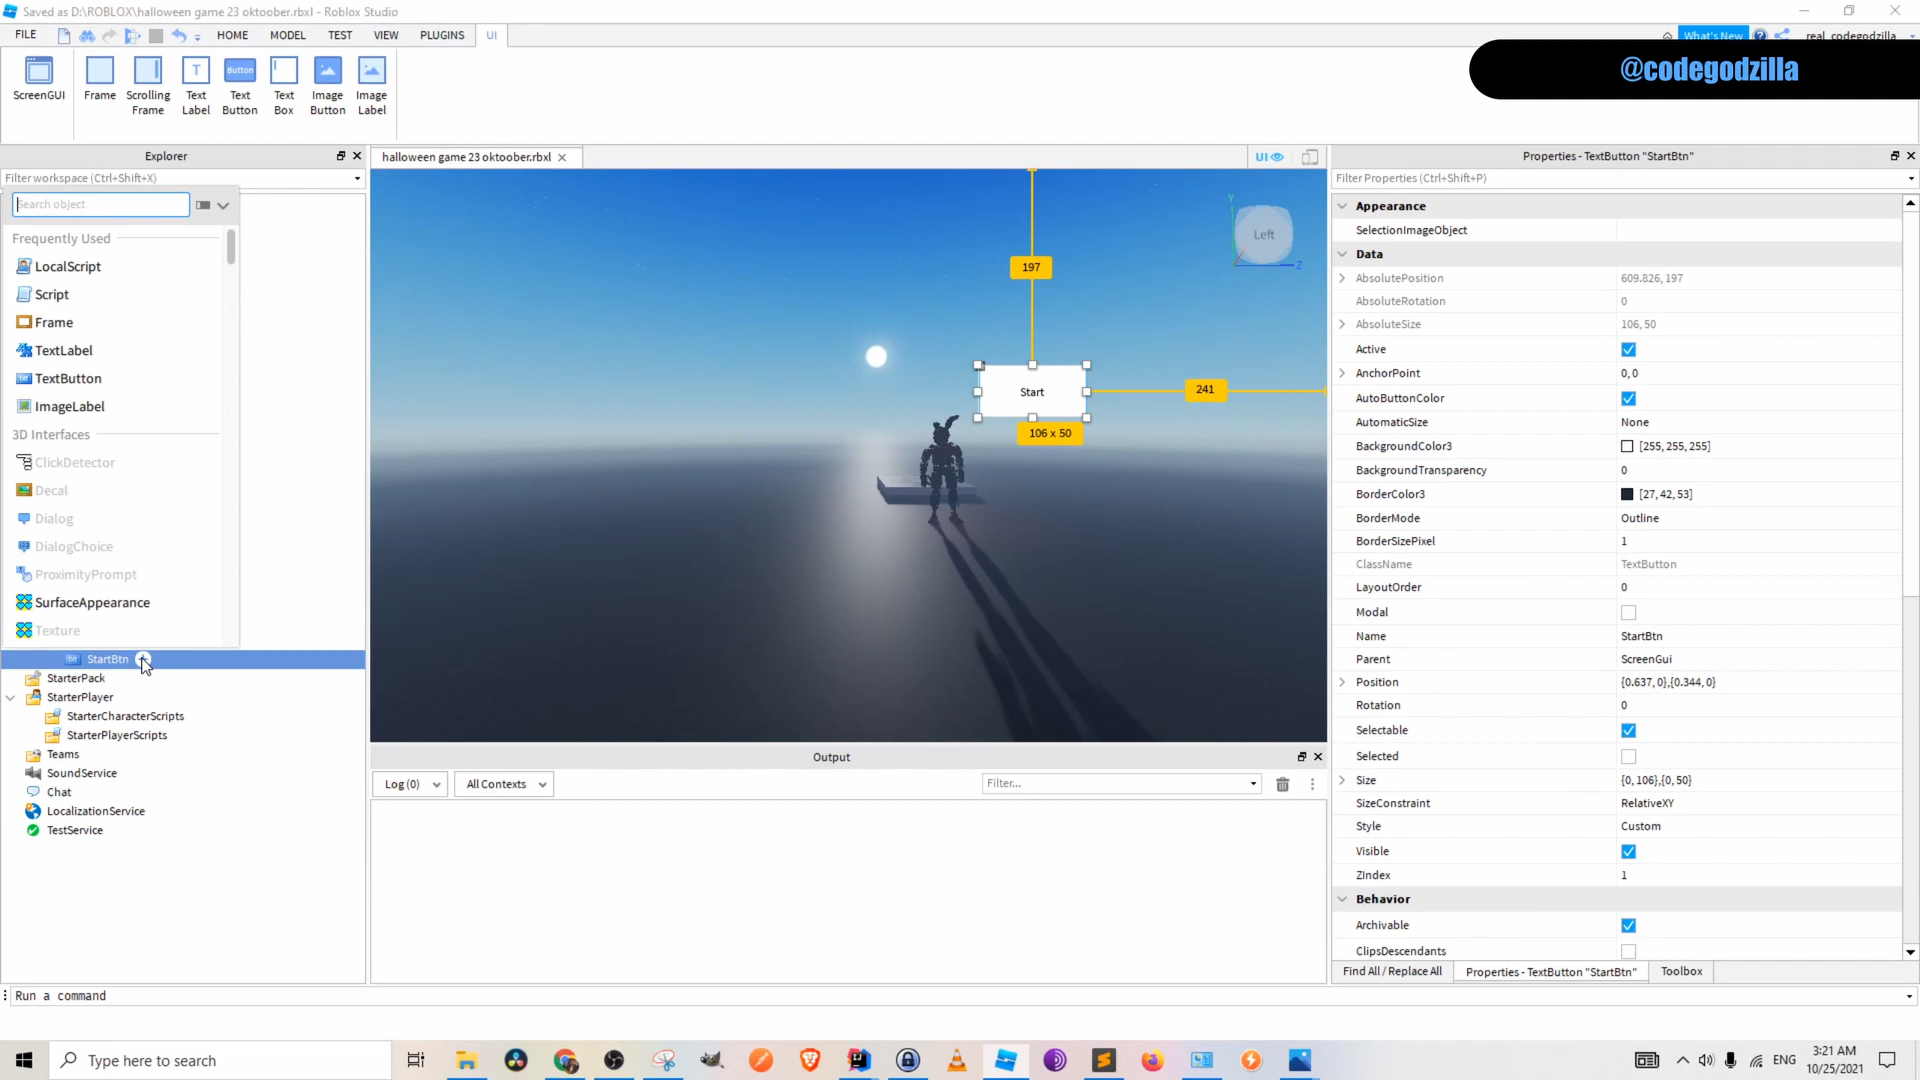 Saved as D:\ROBLOX\halloween game 23 oktoober.rbxl - Roblox Studio
FILE HOME MODEL TEST VIEW PLUGINS UI What's New real_codegodzilla
@codegodzilla
ScreenGUI
Frame
Scrolling Frame
Text Label
Text Button
Text Box
Image Button
Image Label
Button
Explorer
Filter workspace (Ctrl+Shift+X)
Search object
Frequently Used
LocalScript
Script
Frame
TextLabel
TextButton
ImageLabel
3D Interfaces
ClickDetector
Decal
Dialog
DialogChoice
ProximityPrompt
SurfaceAppearance
Texture
StartBtn
StarterPack
StarterPlayer
StarterCharacterScripts
StarterPlayerScripts
Teams
SoundService
Chat
LocalizationService
TestService
halloween game 23 oktoober.rbxl
UI
Y
Left
Z
197
Start
241
106 x 50
Output
Log (0)
All Contexts
Filter...
Properties - TextButton "StartBtn"
Filter Properties (Ctrl+Shift+P)
Appearance
SelectionImageObject
Data
AbsolutePosition 609.826, 197
AbsoluteRotation 0
AbsoluteSize 106, 50
Active
AnchorPoint 0, 0
AutoButtonColor
AutomaticSize None
BackgroundColor3 [255, 255, 255]
BackgroundTransparency 0
BorderColor3 [27, 42, 53]
BorderMode Outline
BorderSizePixel 1
ClassName TextButton
LayoutOrder 0
Modal
Name StartBtn
Parent ScreenGui
Position {0.637, 0},{0.344, 0}
Rotation 0
Selectable
Selected
Size {0, 106},{0, 50}
SizeConstraint RelativeXY
Style Custom
Visible
ZIndex 1
Behavior
Archivable
ClipsDescendants
Find All / Replace All
Properties - TextButton "StartBtn"
Toolbox
Run a command
Type here to search
ENG
3:21 AM
10/25/2021